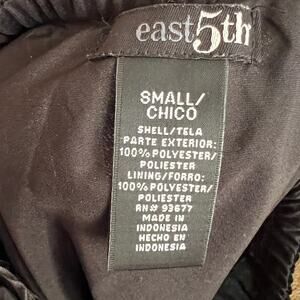 east5th
SMALL/
CHICO
SHELL/TELA
PARTE EXTERIOR:
100% POLYESTER/
POLIESTER
LINING/FORRO:
100% POLYESTER/
POLIESTER
RN# 93677
MADE IN
INDONESIA
HECHO EN
INDONESIA